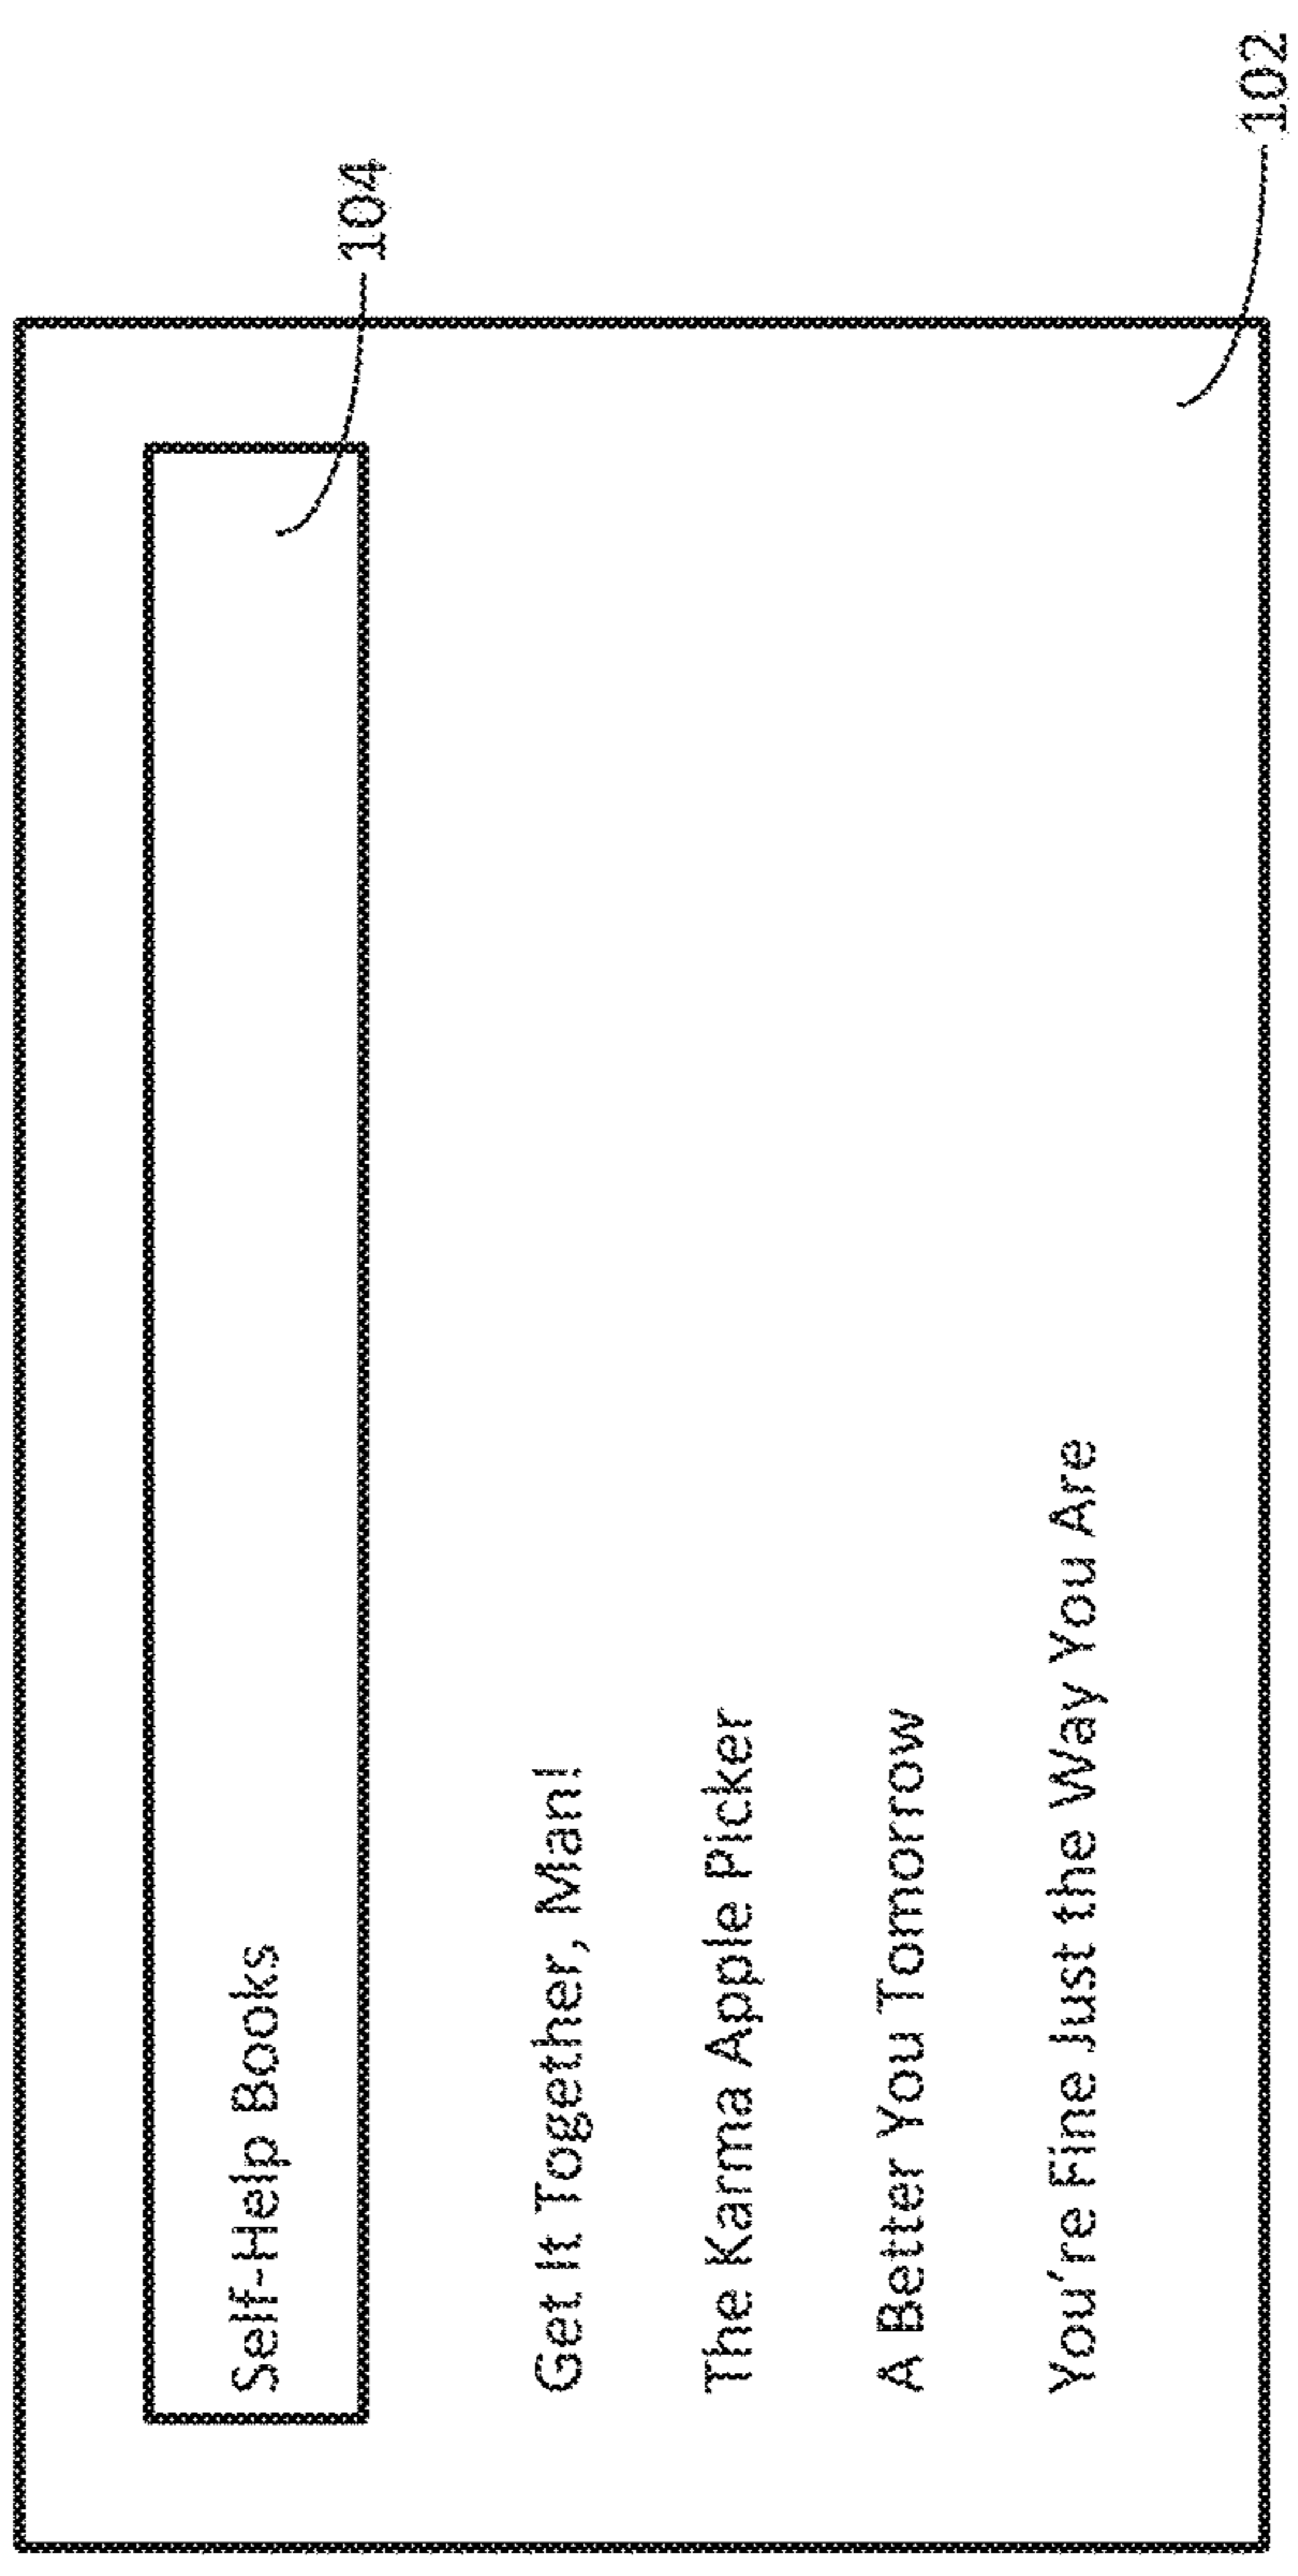 104
Self-Help Books
Get It Together, Man!
The Karma Apple Picker
A Better You Tomorrow
You're Fine Just the Way You Are
102